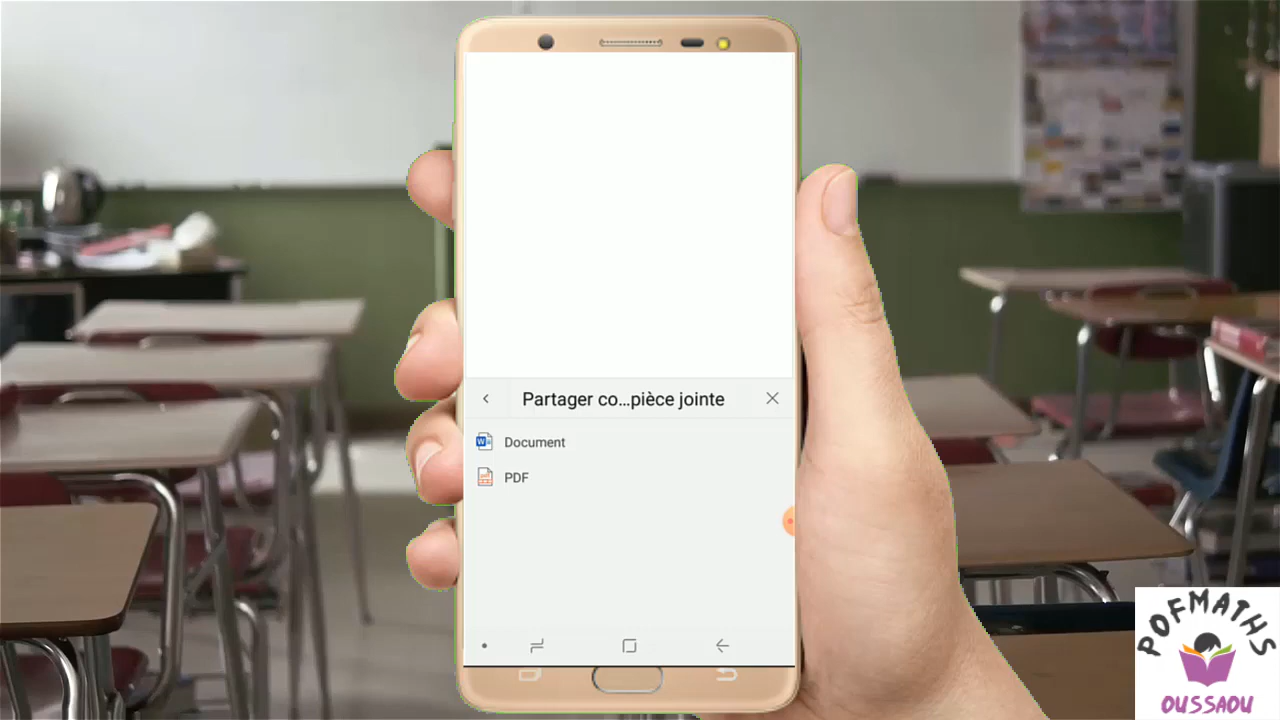 Partager co...pièce jointe
Document
PDF
POFMATHS
OUSSAOU